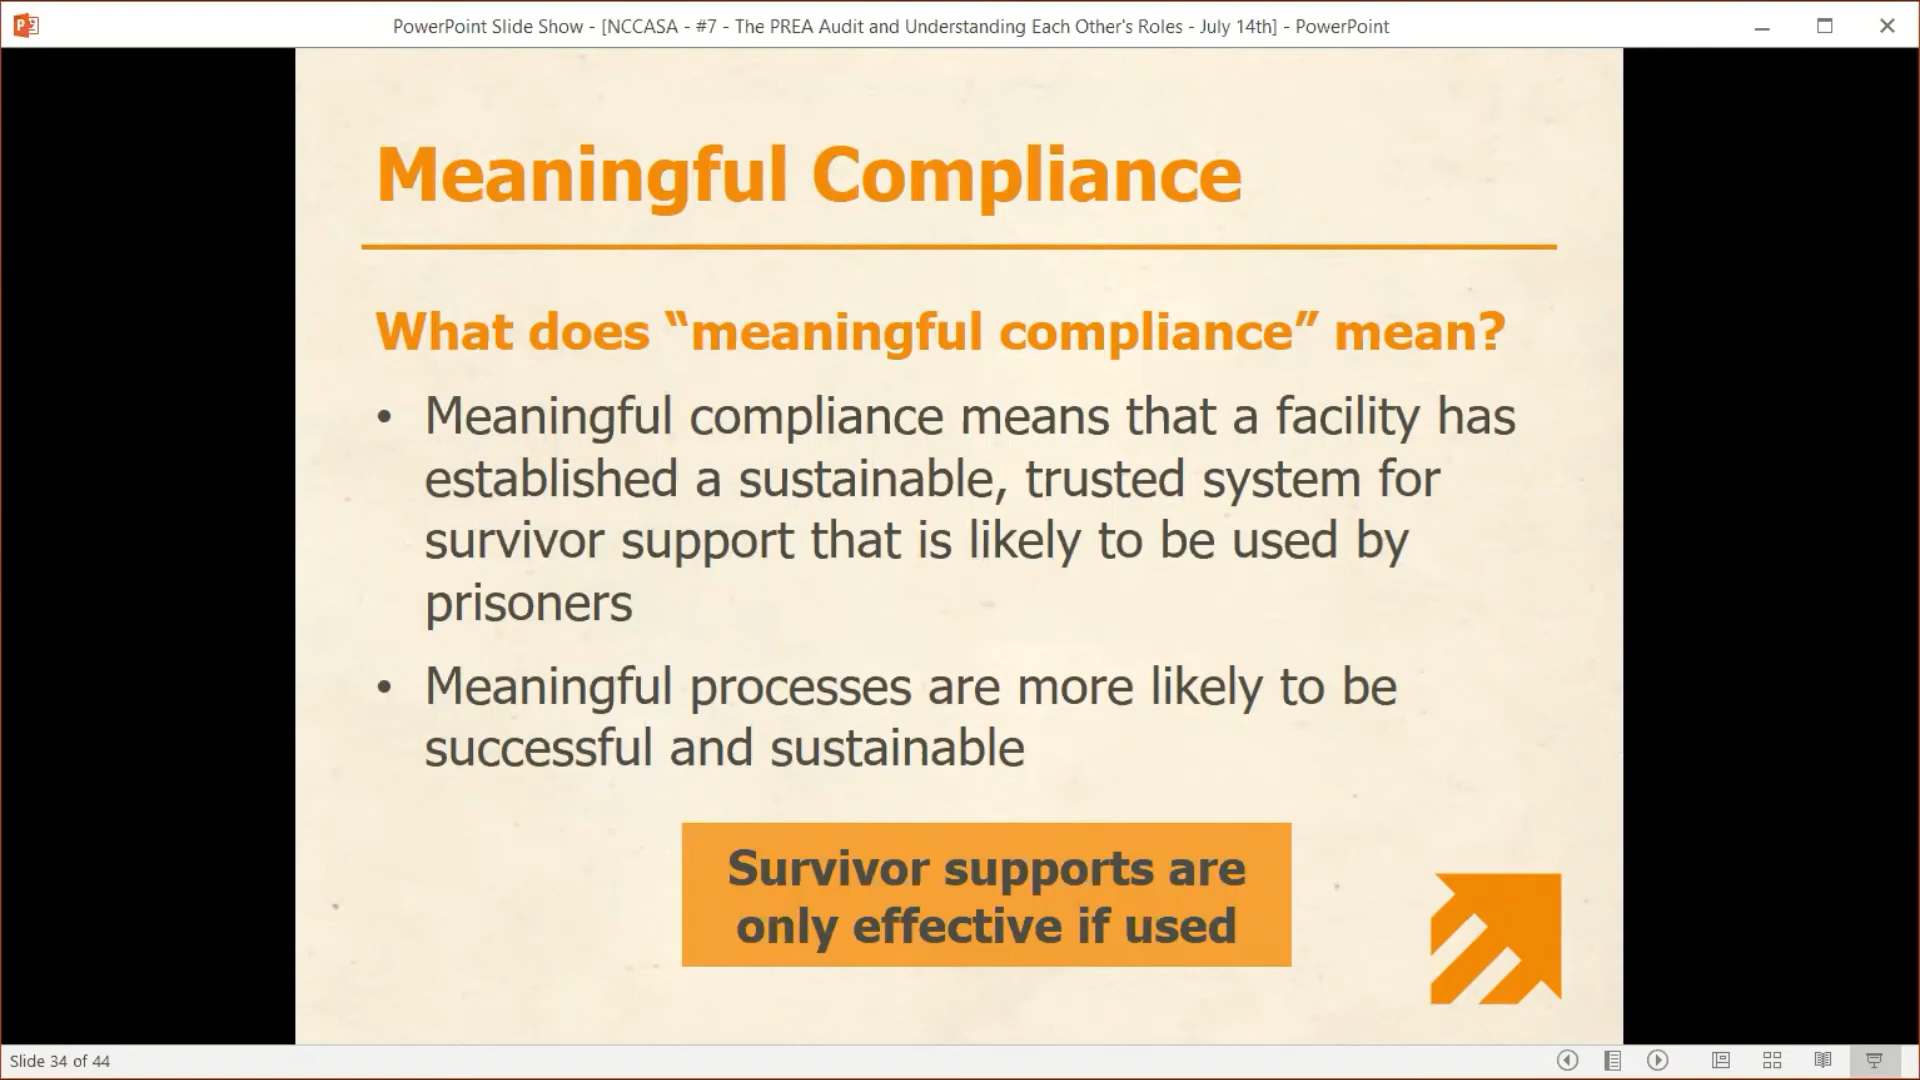 PowerPoint Slide Show - [NCCASA - #7 - The PREA Audit and Understanding Each Other's Roles - July 14th] - PowerPoint
Meaningful Compliance
What does “meaningful compliance” mean?
• Meaningful compliance means that a facility has
established a sustainable, trusted system for
survivor support that is likely to be used by
prisoners
• Meaningful processes are more likely to be
successful and sustainable
Survivor supports are
only effective if used
Slide 34 of 44